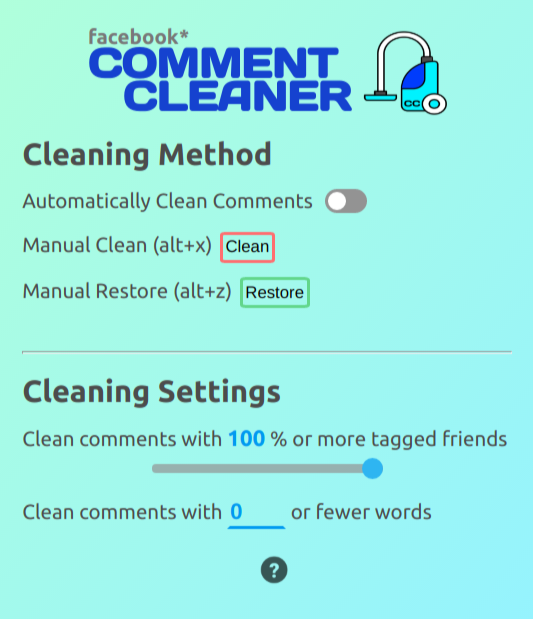 facebook*
COMMENT
CLEANER
CC
Cleaning Method
Automatically Clean Comments
Manual Clean (alt+x) Clean
Manual Restore (alt+z) Restore
Cleaning Settings
Clean comments with 100 % or more tagged friends
Clean comments with 0 or fewer words
?